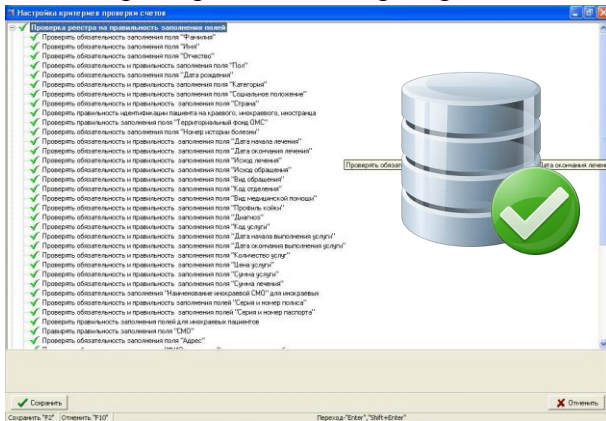 Настройка критериев проверки счетов
Проверка реестра на правильность заполнения полей
Проверять обязательность заполнения поля "Фамилия"
Проверять обязательность заполнения поля "Имя"
Проверять обязательность заполнения поля "Отчество"
Проверять обязательность и правильность заполнения поля "Пол"
Проверять обязательность заполнения поля "Дата рождения"
Проверять обязательность и правильность заполнения поля "Категория"
Проверять обязательность и правильность заполнения поля "Социальное положение"
Проверять обязательность и правильность заполнения поля "Страна"
Проверять правильность идентификации пациента на краевого, инокраевого, иностранца
Проверять правильность заполнения поля "Территориальный фонд ОМС"
Проверять обязательность заполнения поля "Номер истории болезни"
Проверять обязательность и правильность заполнения поля "Дата начала лечения"
Проверять обязательность и правильность заполнения поля "Дата окончания лечения"
Проверять обязательность и правильность заполнения поля "Исход лечения"
Проверять обязательность и правильность заполнения поля "Исход обращения"
Проверять обязательность и правильность заполнения поля "Вид обращения"
Проверять обязательность и правильность заполнения поля "Код отделения"
Проверять обязательность и правильность заполнения поля "Вид медицинской помощи"
Проверять обязательность и правильность заполнения поля "Профиль койки"
Проверять обязательность и правильность заполнения поля "Диагноз"
Проверять обязательность и правильность заполнения поля "Код услуги"
Проверять обязательность и правильность заполнения поля "Дата начала выполнения услуги"
Проверять обязательность и правильность заполнения поля "Дата окончания выполнения услуги"
Проверять обязательность и правильность заполнения поля "Количество услуг"
Проверять обязательность и правильность заполнения поля "Цена услуги"
Проверять обязательность и правильность заполнения поля "Сумма услуги"
Проверять обязательность и правильность заполнения поля "Сумма лечения"
Проверять обязательность заполнения "Наименование инокраевой СМО" для инокраевых
Проверять обязательность и правильность заполнения полей "Серия и номер полиса"
Проверять обязательность и правильность заполнения полей "Серия и номер паспорта"
Проверять правильность заполнения полей для инокраевых пациентов
Проверять правильность заполнения поля "СМО"
Проверять обязательность заполнения поля "Адрес"
Проверять обязат
Дата окончания лечен
Сохранить
Отменить
Сохранить "F2" Отменить "F10"
Переход-"Enter","Shift+Enter"